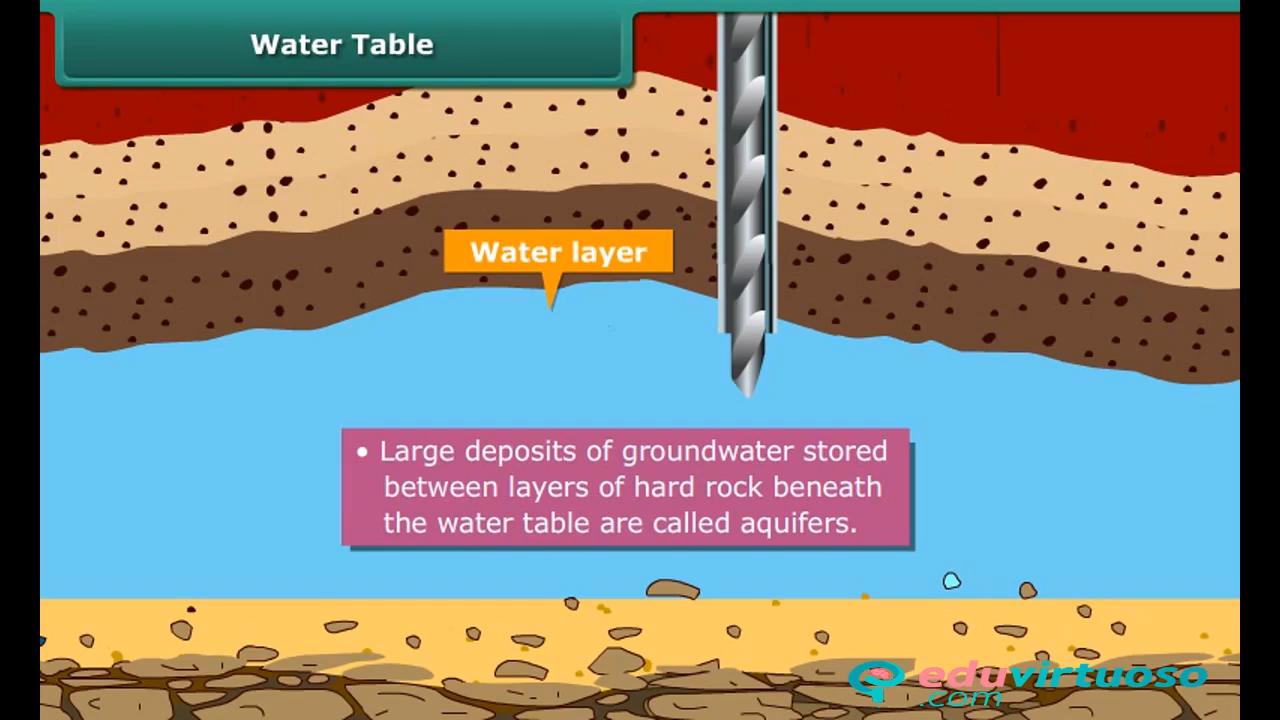 Water Table
Water layer
• Large deposits of groundwater stored
between layers of hard rock beneath
the water table are called aquifers.
eduvirtuoso
.com